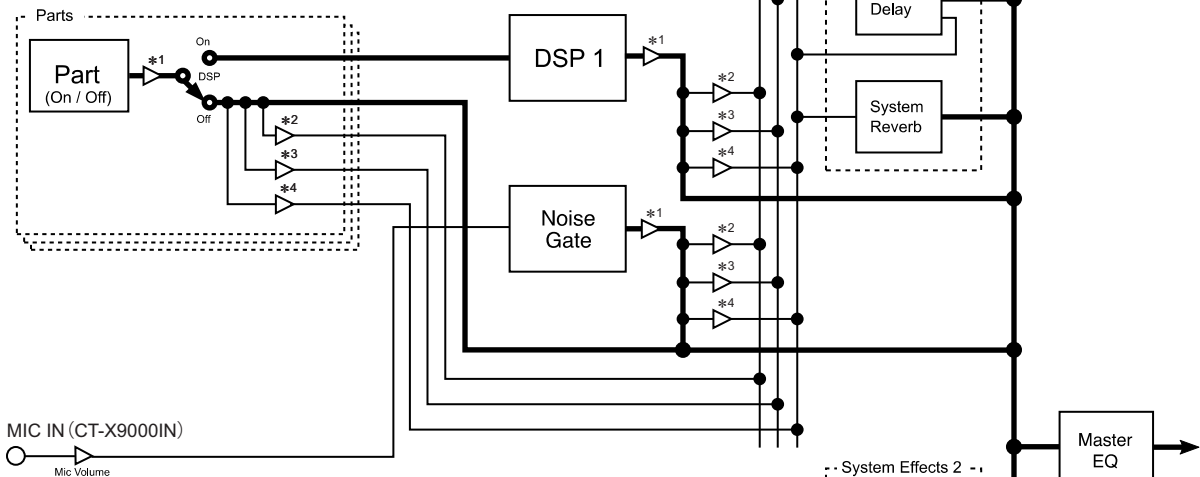 Parts
Part
(On / Off)
*1
On
DSP
Off
*2
*3
*4
DSP 1
*1
*2
*3
*4
Noise
Gate
*1
*2
*3
*4
Delay
System
Reverb
MIC IN (CT-X9000IN)
Mic Volume
System Effects 2
Master
EQ